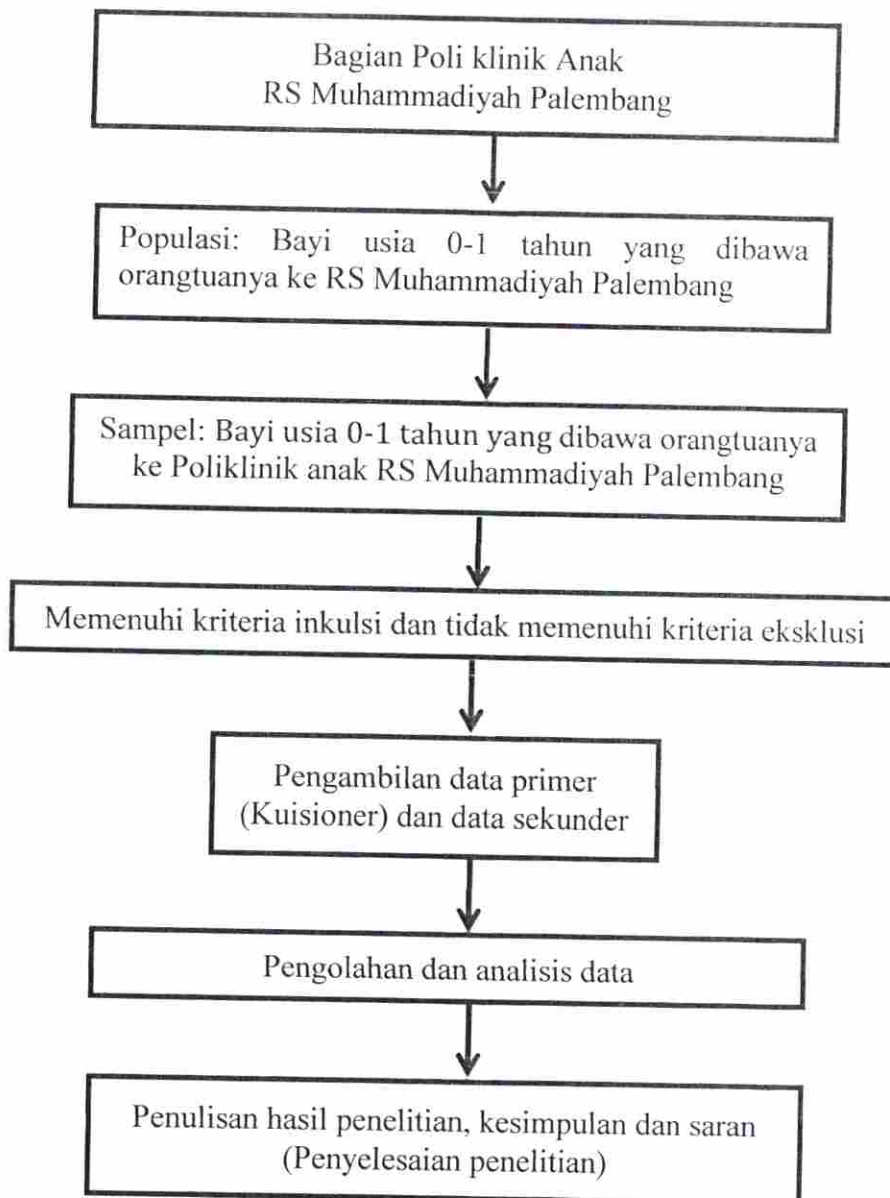 Bagian Poli klinik Anak
RS Muhammadiyah Palembang
Populasi: Bayi usia 0-1 tahun yang dibawa
orangtuanya ke RS Muhammadiyah Palembang
Sampel: Bayi usia 0-1 tahun yang dibawa orangtuanya
ke Poliklinik anak RS Muhammadiyah Palembang
Memenuhi kriteria inkulsi dan tidak memenuhi kriteria eksklusi
Pengambilan data primer
(Kuisioner) dan data sekunder
Pengolahan dan analisis data
Penulisan hasil penelitian, kesimpulan dan saran
(Penyelesaian penelitian)